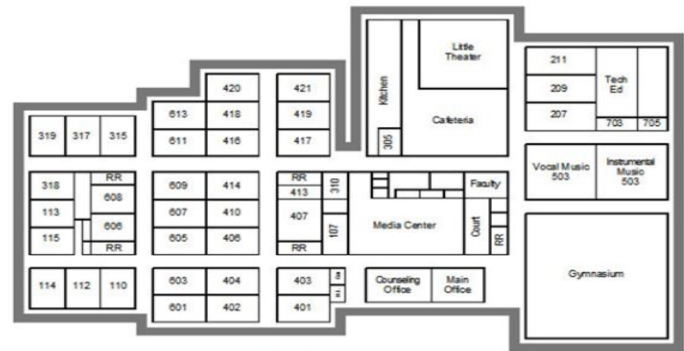 Little
Theater
Kitchen
Cafeteria
305
211
209
207
Tech
Ed
703 705
420 421
613 418 419
611 416 417
319 317 315
318 RR
608
113
606
115 RR
609 414
607 410
605 406
RR
413
407
RR
310
107
Media Center
Faculty
Court
RR
Vocal Music
503
Instrumental
Music
503
114 112 110
603 404 403
601 402 401
Counseling
Office
Main
Office
Gymnasium